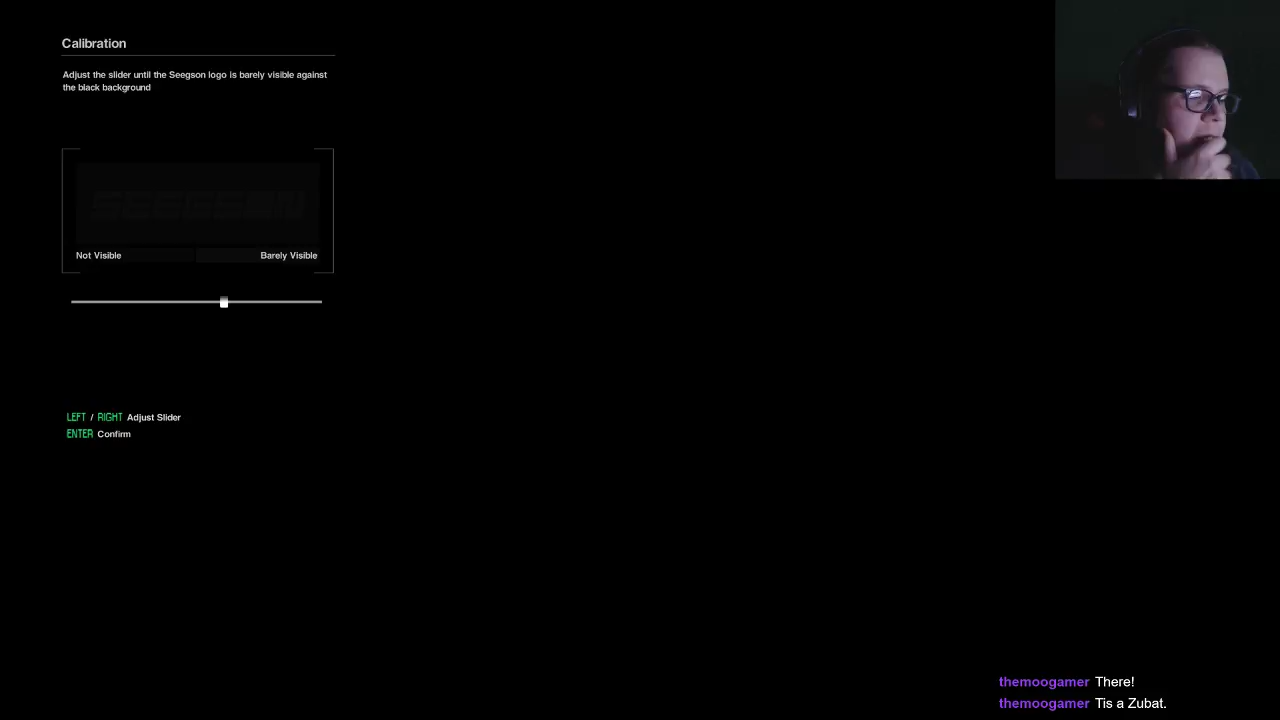 Calibration
Adjust the slider until the Seegson logo is barely visible against
the black background
SEEGSON
Not Visible
Barely Visible
LEFT / RIGHT Adjust Slider
ENTER Confirm
themoogamer There!
themoogamer Tis a Zubat.